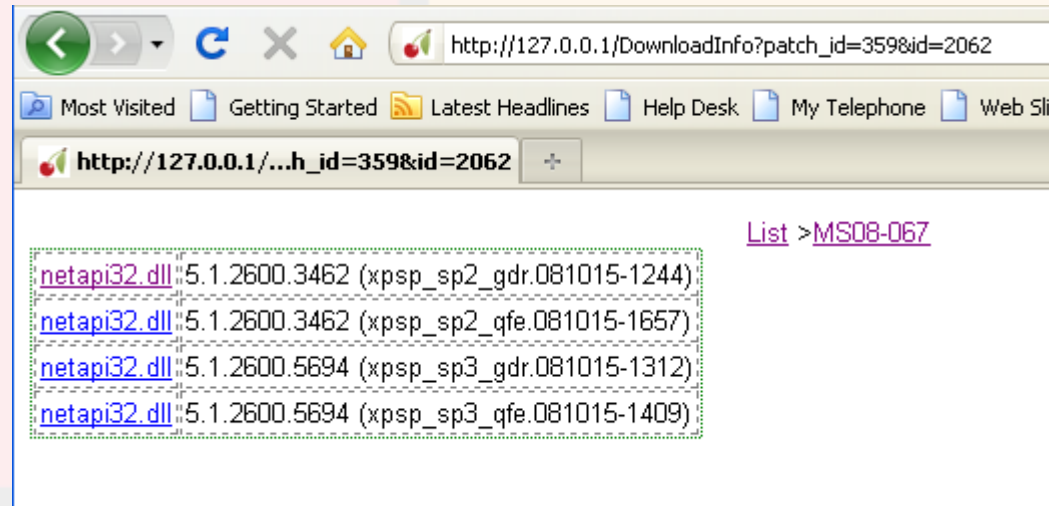 http://127.0.0.1/DownloadInfo?patch_id=359&id=2062
Most Visited Getting Started Latest Headlines Help Desk My Telephone Web Sli
http://127.0.0.1/...h_id=359&id=2062
List >MS08-067
netapi32.dll 5.1.2600.3462 (xpsp_sp2_gdr.081015-1244)
netapi32.dll 5.1.2600.3462 (xpsp_sp2_qfe.081015-1657)
netapi32.dll 5.1.2600.5694 (xpsp_sp3_gdr.081015-1312)
netapi32.dll 5.1.2600.5694 (xpsp_sp3_qfe.081015-1409)